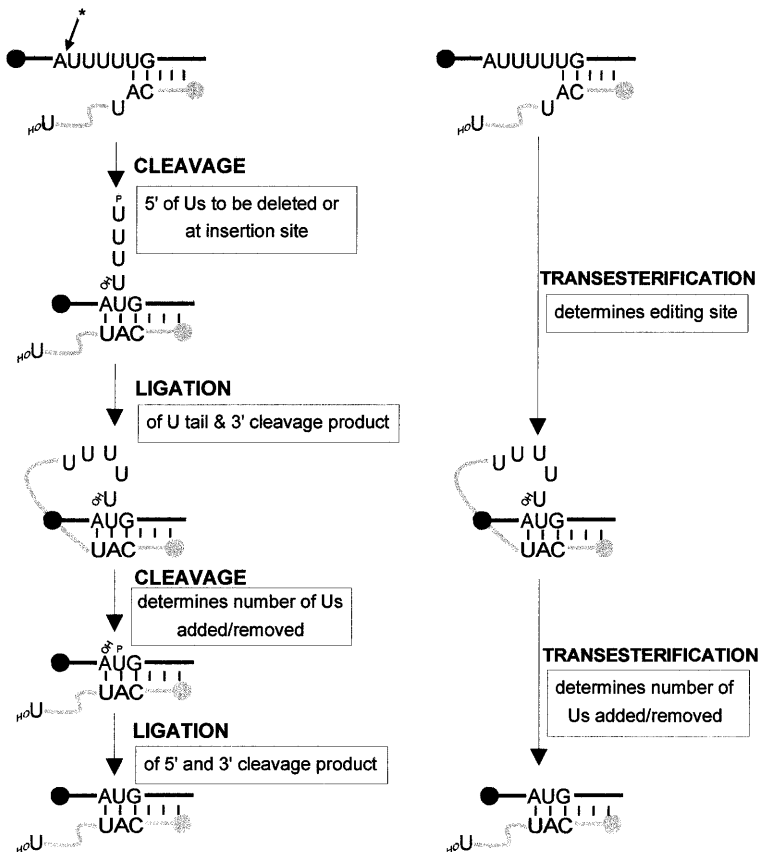 *
AUUUUUG
AC
U
HOU
CLEAVAGE
5' of Us to be deleted or
at insertion site
P
U
U
U
U
OH
AUG
UAC
HOU
LIGATION
of U tail & 3' cleavage product
U U U U
U
OH
AUG
UAC
CLEAVAGE
determines number of Us
added/removed
OH P
AUG
UAC
HOU
LIGATION
of 5' and 3' cleavage product
AUG
UAC
HOU
AUUUUUG
AC
U
HOU
TRANSESTERIFICATION
determines editing site
U U U U
U
OH
AUG
UAC
TRANSESTERIFICATION
determines number of
Us added/removed
AUG
UAC
HOU